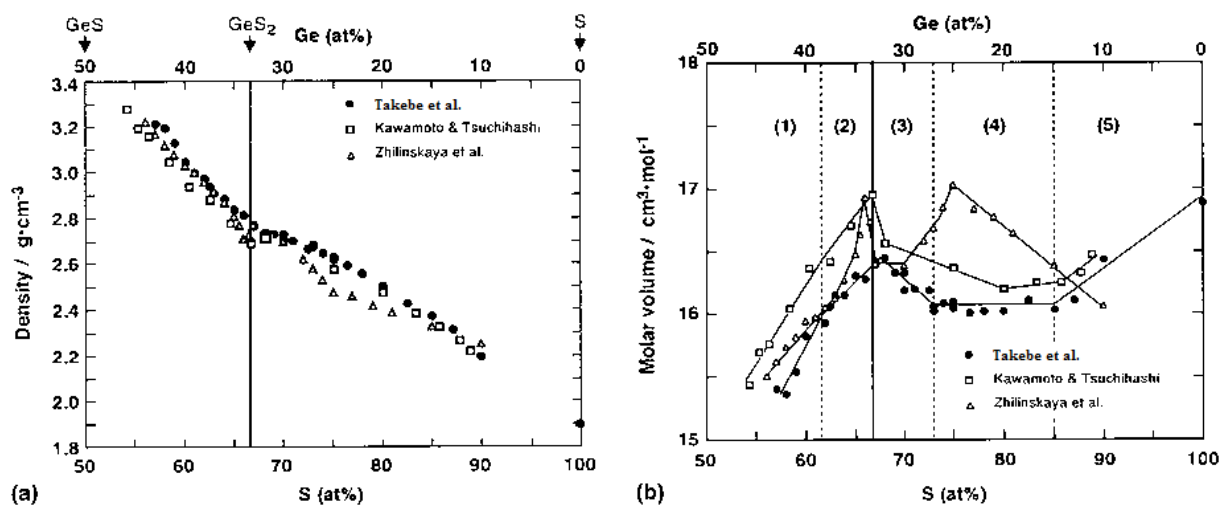 GeS
GeS2
S
Ge (at%)
50
40
30
20
10
0
3.4
3.2
3.0
2.8
2.6
2.4
2.2
2.0
1.9
1.8
Density / g·cm-3
Takebe et al.
Kawamoto & Tsuchihashi
Zhilinskaya et al.
50
60
70
80
90
100
(a)
S (at%)
Ge (at%)
50
40
30
20
10
0
18
17
16
15
Molar volume / cm3·mol-1
(1)
(2)
(3)
(4)
(5)
Takebe et al.
Kawamoto & Tsuchihashi
Zhilinskaya et al.
50
60
70
80
90
100
(b)
S (at%)